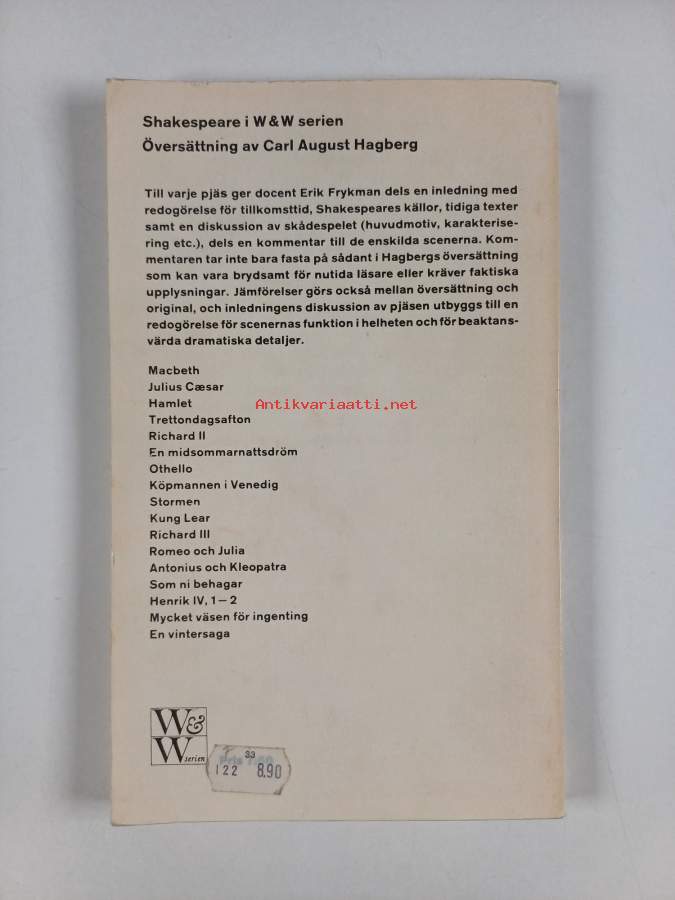 Shakespeare i W & W serien
Översättning av Carl August Hagberg
Till varje pjäs ger docent Erik Frykman dels en inledning med
redogörelse för tillkomsttid, Shakespeares källor, tidiga texter
samt en diskussion av skådespelet (huvudmotiv, karakterise-
ring etc.), dels en kommentar till de enskilda scenerna. Kom-
mentaren tar inte bara fasta på sådant i Hagbergs översättning
som kan vara brydsamt för nutida läsare eller kräver faktiska
upplysningar. Jämförelser görs också mellan översättning och
original, och inledningens diskussion av pjäsen utbyggs till en
redogörelse för scenernas funktion i helheten och för beaktans-
värda dramatiska detaljer.
Macbeth
Julius Cæsar
Hamlet
Antikvariaatti.net
Trettondagsafton
Richard II
En midsommarnattsdröm
Othello
Köpmannen i Venedig
Stormen
Kung Lear
Richard III
Romeo och Julia
Antonius och Kleopatra
Som ni behagar
Henrik IV, 1 – 2
Mycket väsen för ingenting
En vintersaga
W&
W serien
33
122 8.90